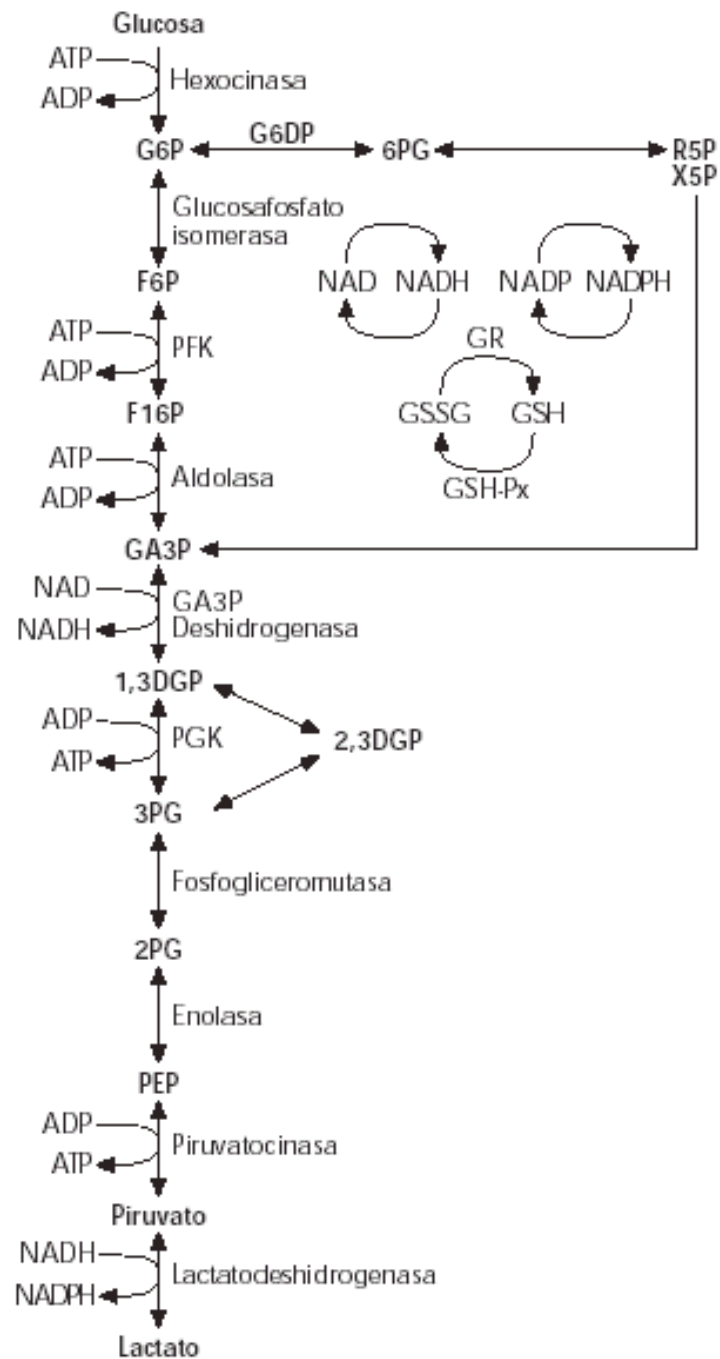 Glucosa
ATP
ADP
Hexocinasa
G6P
G6DP
6PG
R5P
X5P
Glucosafosfato
isomerasa
NAD NADH
NADP NADPH
F6P
ATP
ADP
PFK
GR
GSSG GSH
GSH-Px
F16P
ATP
ADP
Aldolasa
GA3P
NAD
NADH
GA3P
Deshidrogenasa
1,3DGP
ADP
ATP
PGK
2,3DGP
3PG
Fosfogliceromutasa
2PG
Enolasa
PEP
ADP
ATP
Piruvatocinasa
Piruvato
NADH
NADPH
Lactatodeshidrogenasa
Lactato